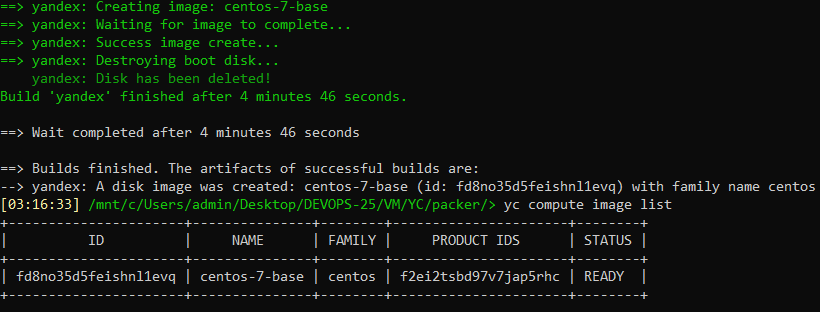 ==> yandex: Creating image: centos-7-base
==> yandex: Waiting for image to complete...
==> yandex: Success image create...
==> yandex: Destroying boot disk...
    yandex: Disk has been deleted!
Build 'yandex' finished after 4 minutes 46 seconds.

==> Wait completed after 4 minutes 46 seconds

==> Builds finished. The artifacts of successful builds are:
--> yandex: A disk image was created: centos-7-base (id: fd8no35d5feishnl1evq) with family name centos
[03:16:33] /mnt/c/Users/admin/Desktop/DEVOPS-25/VM/YC/packer/> yc compute image list
+----------------------+---------------+--------+----------------------+--------+
|          ID          |     NAME      | FAMILY |     PRODUCT IDS      | STATUS |
+----------------------+---------------+--------+----------------------+--------+
| fd8no35d5feishnl1evq | centos-7-base | centos | f2ei2tsbd97v7jap5rhc | READY  |
+----------------------+---------------+--------+----------------------+--------+